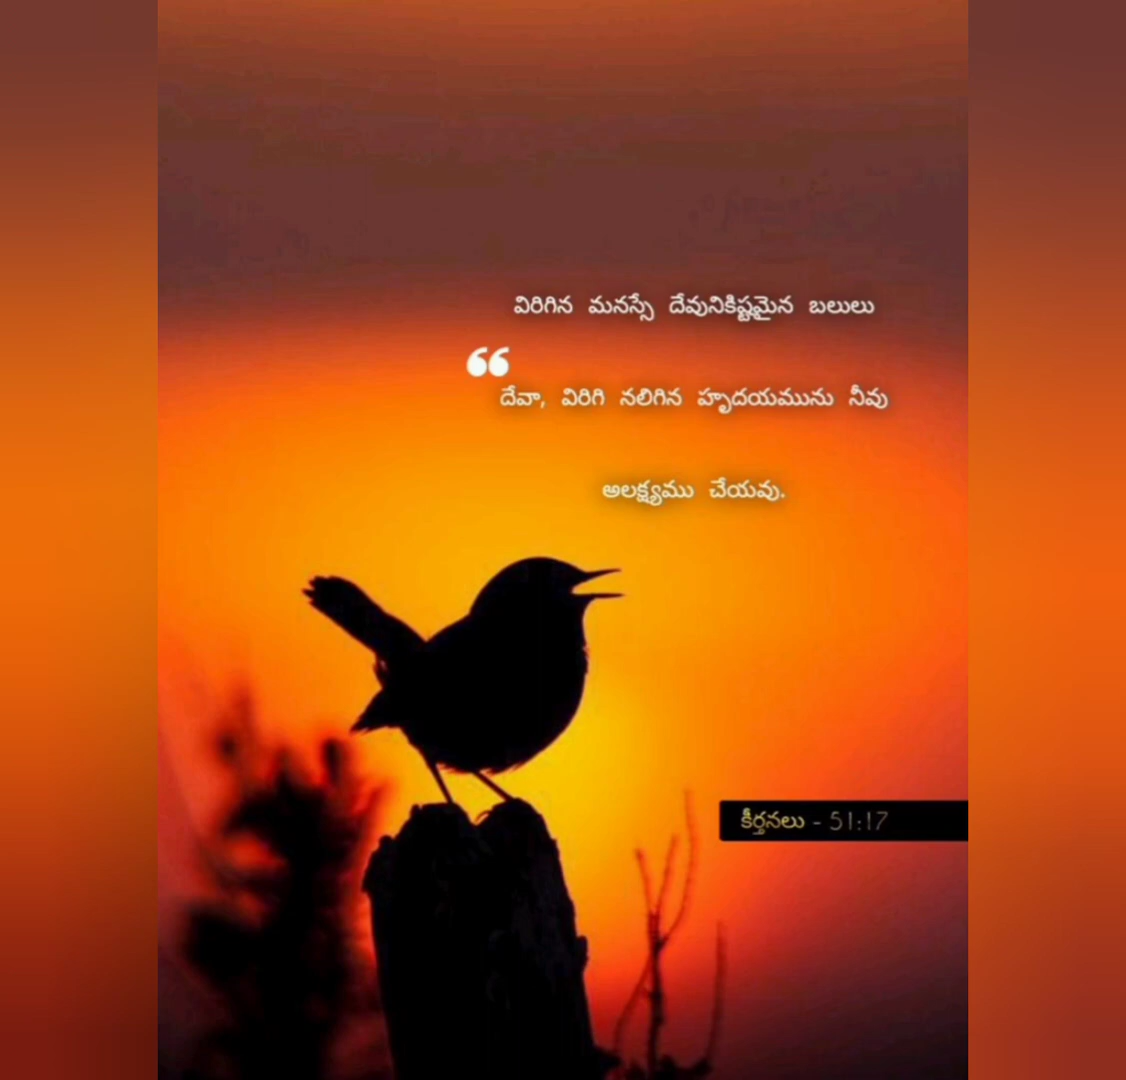 విరిగిన మనస్సే దేవునికిష్టమైన బలులు
❝
దేవా, విరిగి నలిగిన హృదయమును నీవు
అలక్ష్యము చేయవు.
కీర్తనలు - 51:17